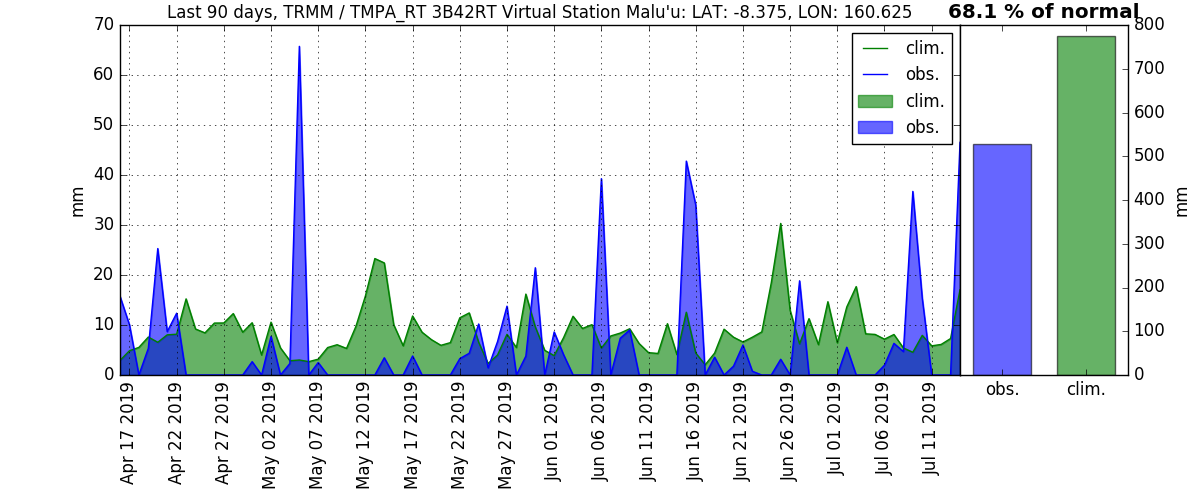 Last 90 days, TRMM / TMPA_RT 3B42RT Virtual Station Malu'u: LAT: -8.375, LON: 160.625
68.1 % of normal
70
60
50
40
30
20
10
0
mm
clim.
obs.
clim.
obs.
Apr 17 2019
Apr 22 2019
Apr 27 2019
May 02 2019
May 07 2019
May 12 2019
May 17 2019
May 22 2019
May 27 2019
Jun 01 2019
Jun 06 2019
Jun 11 2019
Jun 16 2019
Jun 21 2019
Jun 26 2019
Jul 01 2019
Jul 06 2019
Jul 11 2019
800
700
600
500
400
300
200
100
0
mm
obs.
clim.